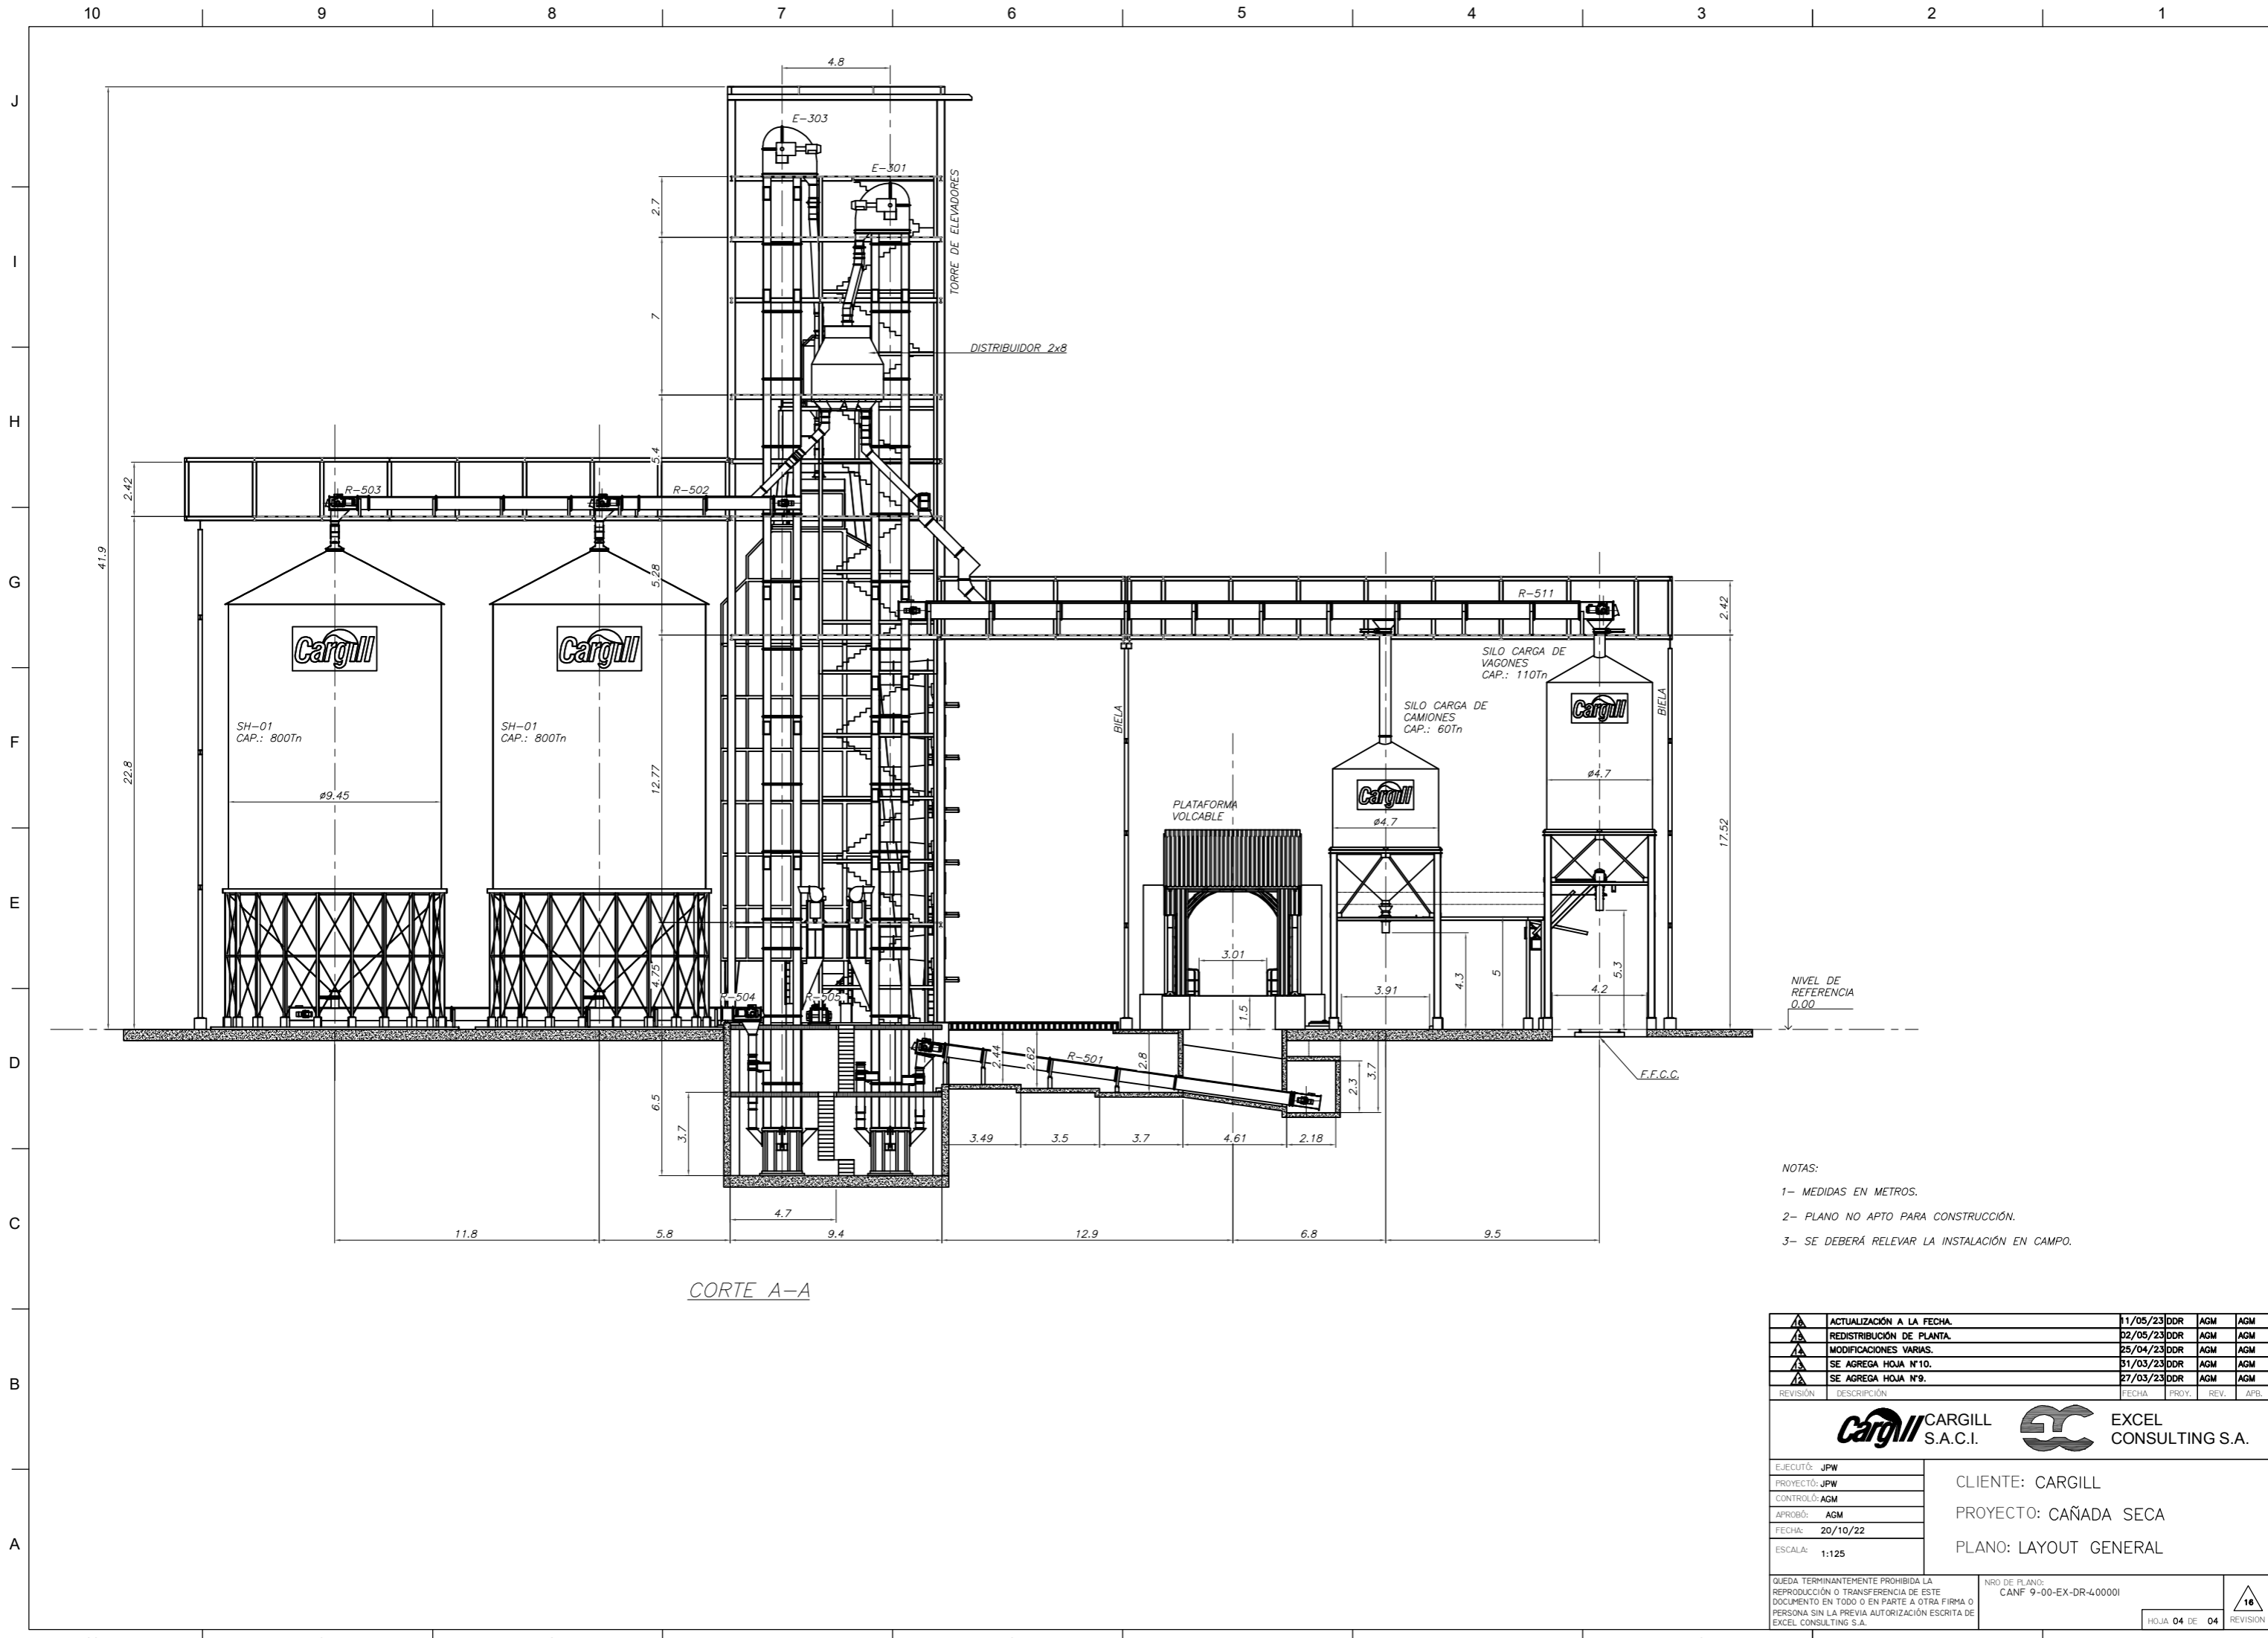 10 9 8 7 6 5 4 3 2 1
J
I
H
G
F
E
D
C
B
A
4.8
E-303
E-301
TORRE DE ELEVADORES
2.7
7
DISTRIBUIDOR 2x8
5.4
2.42
R-503
R-502
41.9
22.8
5.28
R-511
2.42
Cargill
Cargill
SILO CARGA DE
VAGONES
CAP.: 110Tn
BIELA
Cargill
SILO CARGA DE
CAMIONES
CAP.: 60Tn
BIELA
SH-01
CAP.: 800Tn
SH-01
CAP.: 800Tn
12.77
ø9.45
ø4.7
Cargill
ø4.7
PLATAFORMA
VOLCABLE
17.52
3.01
4.75
R-504
R-505
1.5
3.91
4.3
5
5.3
4.2
NIVEL DE
REFERENCIA
0.00
2.44
2.62
R-501
2.8
2.3
3.7
F.F.C.C.
6.5
3.7
3.49
3.5
3.7
4.61
2.18
4.7
11.8
5.8
9.4
12.9
6.8
9.5
CORTE A-A
NOTAS:
1- MEDIDAS EN METROS.
2- PLANO NO APTO PARA CONSTRUCCIÓN.
3- SE DEBERÁ RELEVAR LA INSTALACIÓN EN CAMPO.
16 ACTUALIZACIÓN A LA FECHA. 11/05/23 DDR AGM AGM
15 REDISTRIBUCIÓN DE PLANTA. 02/05/23 DDR AGM AGM
14 MODIFICACIONES VARIAS. 25/04/23 DDR AGM AGM
13 SE AGREGA HOJA N°10. 31/03/23 DDR AGM AGM
12 SE AGREGA HOJA N°9. 27/03/23 DDR AGM AGM
REVISIÓN DESCRIPCIÓN FECHA PROY. REV. APB.
Cargill CARGILL
S.A.C.I.
EXCEL
CONSULTING S.A.
EJECUTÓ: JPW
PROYECTÓ: JPW
CONTROLÓ: AGM
APROBÓ: AGM
FECHA: 20/10/22
ESCALA: 1:125
CLIENTE: CARGILL
PROYECTO: CAÑADA SECA
PLANO: LAYOUT GENERAL
QUEDA TERMINANTEMENTE PROHIBIDA LA
REPRODUCCIÓN O TRANSFERENCIA DE ESTE
DOCUMENTO EN TODO O EN PARTE A OTRA FIRMA O
PERSONA SIN LA PREVIA AUTORIZACIÓN ESCRITA DE
EXCEL CONSULTING S.A.
NRO DE PLANO:
CANF 9-00-EX-DR-40000I
HOJA 04 DE 04
16
REVISION